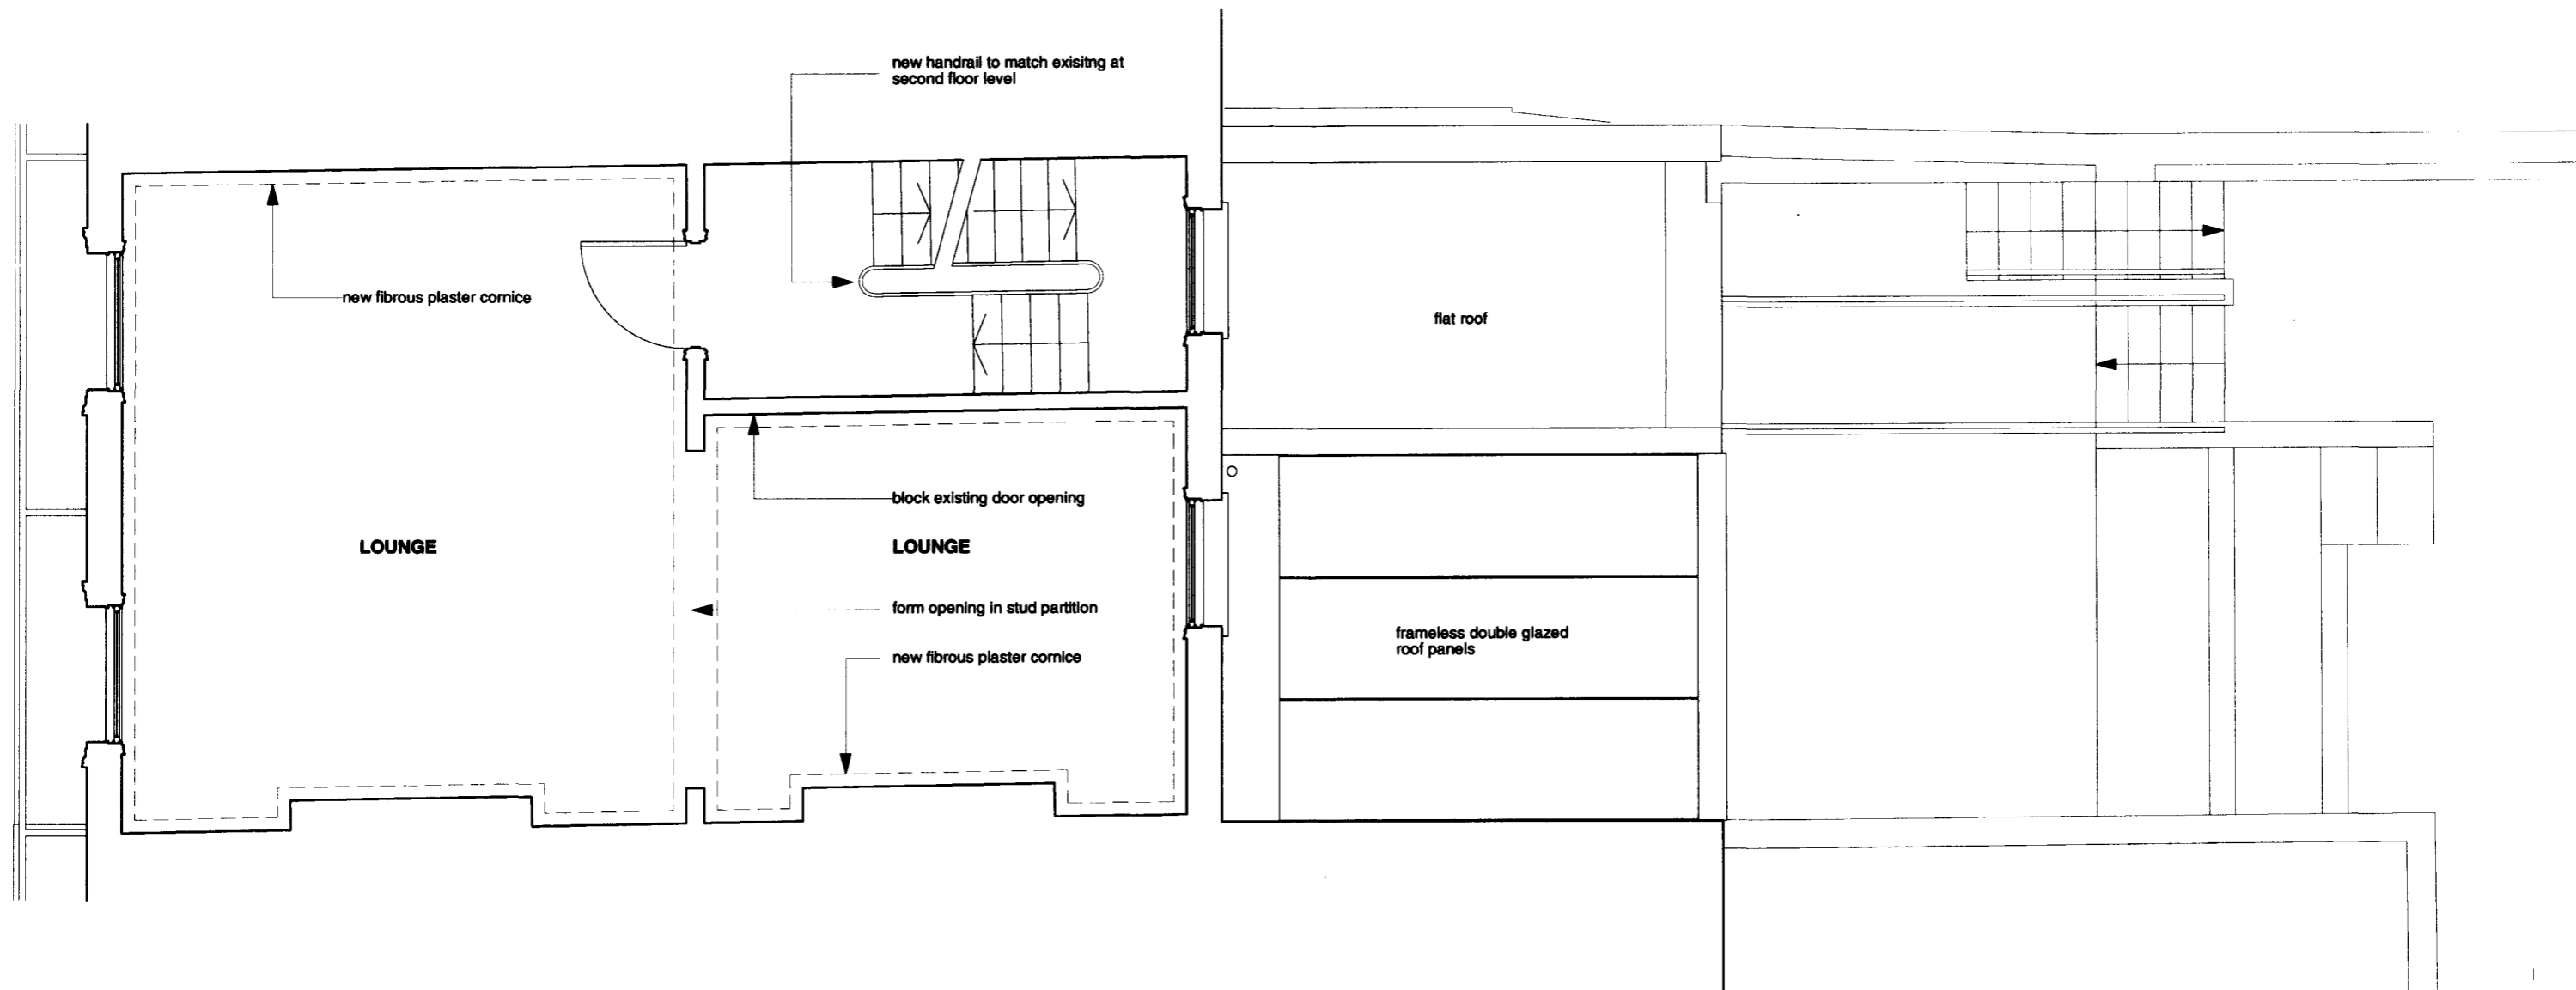 new handrail to match exisitng at
second floor level
new fibrous plaster cornice
flat roof
block existing door opening
LOUNGE
LOUNGE
form opening in stud partition
frameless double glazed
roof panels
new fibrous plaster cornice